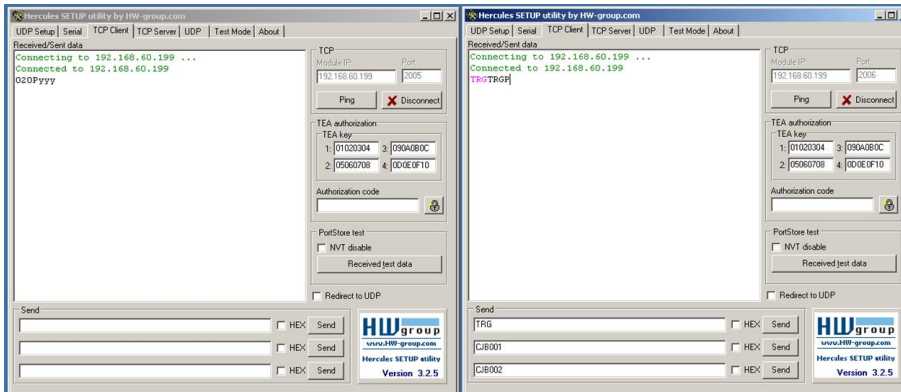 Hercules SETUP utility by HW-group.com
UDP Setup Serial TCP Client TCP Server UDP Test Mode About
Received/Sent data
Connecting to 192.168.60.199 ...
Connected to 192.168.60.199
O2OPyyy
TCP
Module IP Port
192.168.60.199 2005
Ping Disconnect
TEA authorization
TEA key
1: 01020304 3: 090A0B0C
2: 05060708 4: 0D0E0F10
Authorization code
PortStore test
NVT disable
Received test data
Redirect to UDP
Send
HEX Send
HEX Send
HEX Send
HW group
www.HW-group.com
Hercules SETUP utility
Version 3.2.5
Hercules SETUP utility by HW-group.com
UDP Setup Serial TCP Client TCP Server UDP Test Mode About
Received/Sent data
Connecting to 192.168.60.199 ...
Connected to 192.168.60.199
TRGTRGP
TCP
Module IP Port
192.168.60.199 2006
Ping Disconnect
TEA authorization
TEA key
1: 01020304 3: 090A0B0C
2: 05060708 4: 0D0E0F10
Authorization code
PortStore test
NVT disable
Received test data
Redirect to UDP
Send
TRG HEX Send
CJB001 HEX Send
CJB002 HEX Send
HW group
www.HW-group.com
Hercules SETUP utility
Version 3.2.5